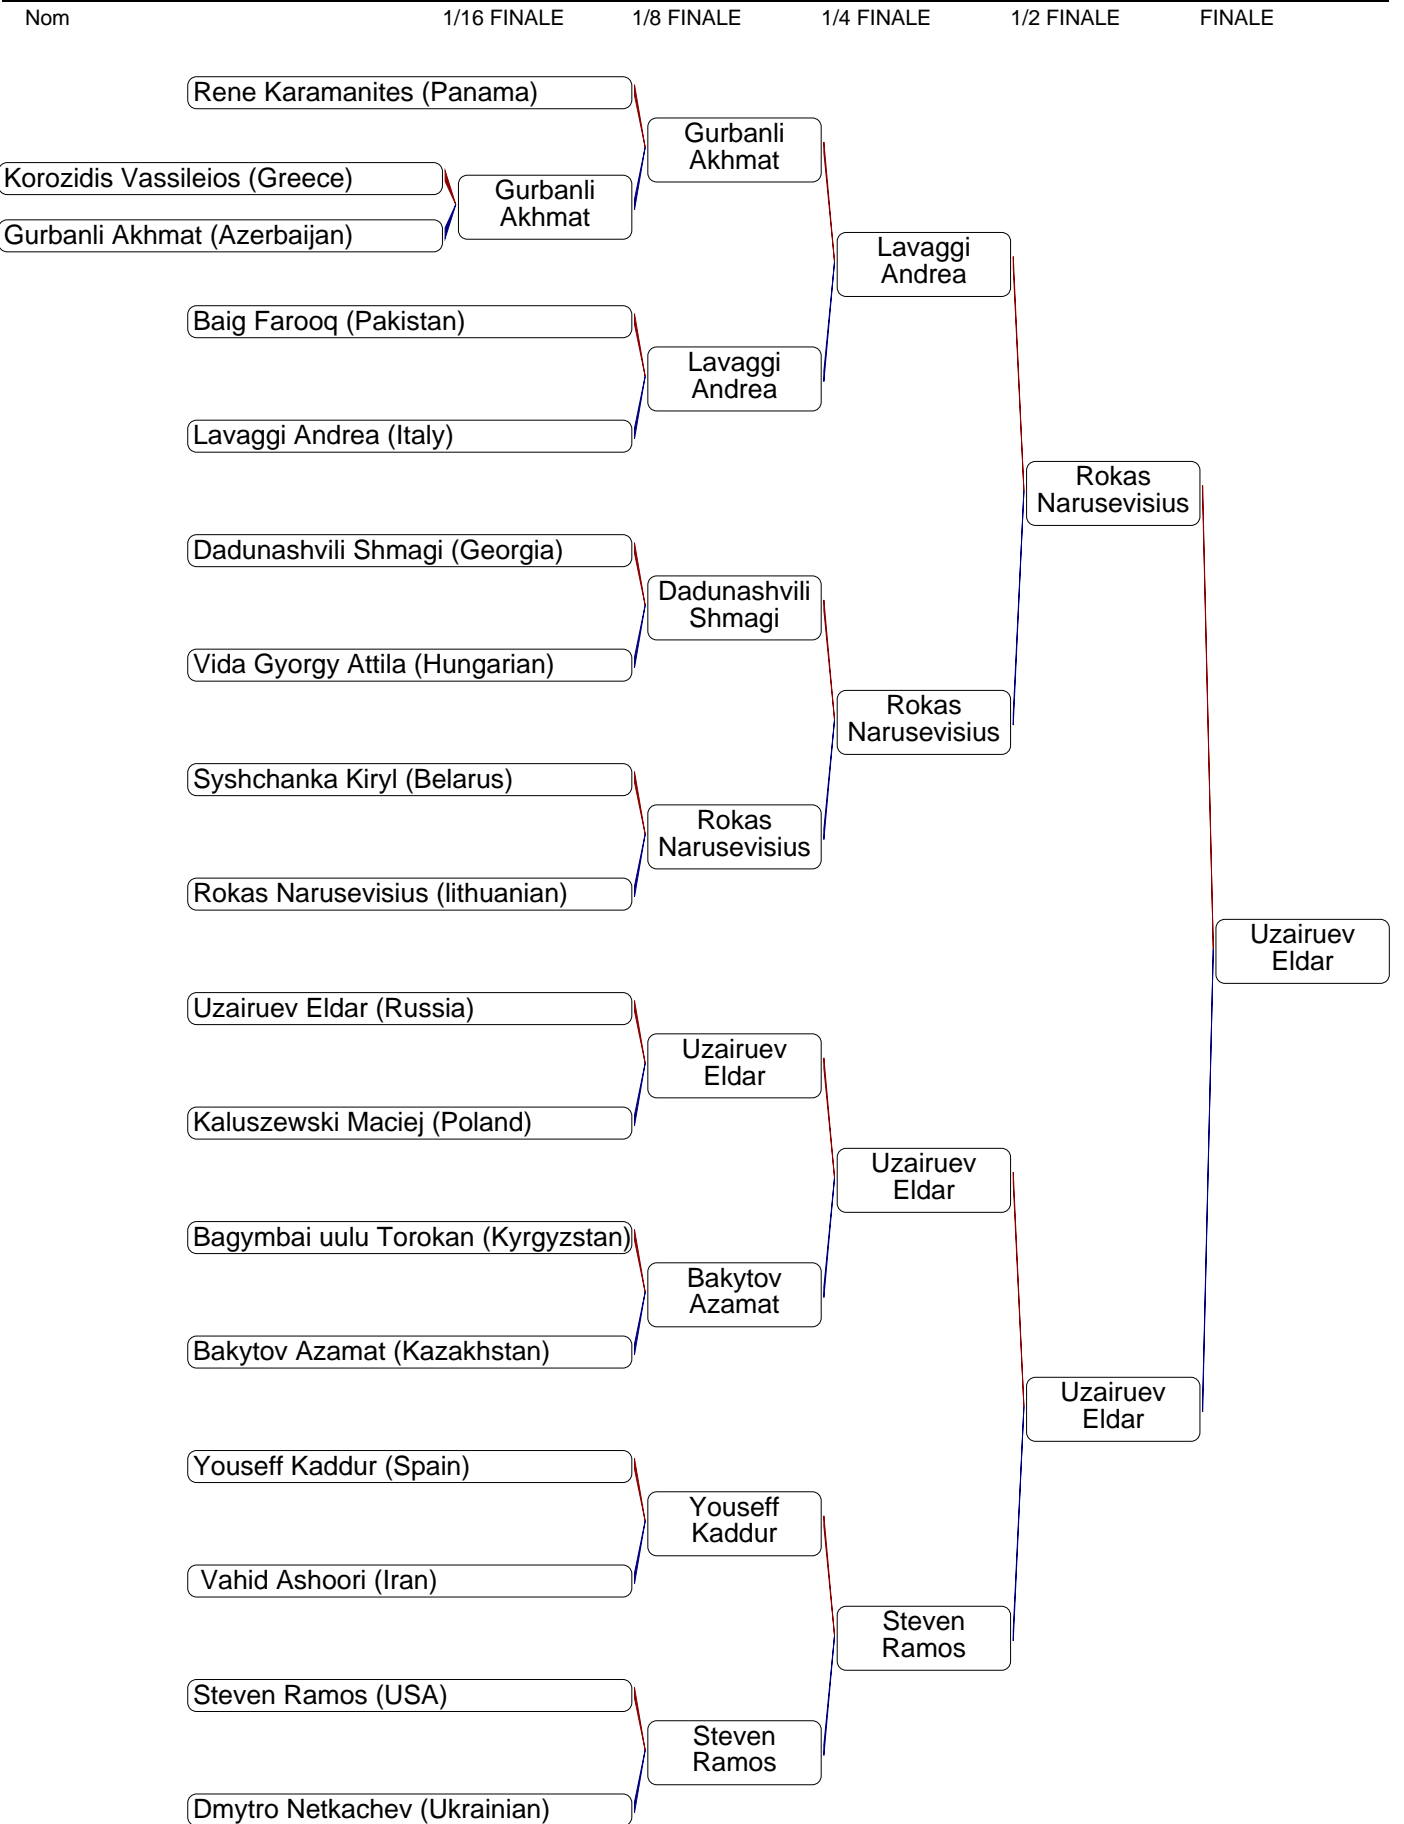 Nom 1/16 FINALE 1/8 FINALE 1/4 FINALE 1/2 FINALE FINALE
Rene Karamanites (Panama)
Gurbanli
Akhmat
Korozidis Vassileios (Greece)
Gurbanli
Akhmat
Gurbanli Akhmat (Azerbaijan)
Lavaggi
Andrea
Baig Farooq (Pakistan)
Lavaggi
Andrea
Lavaggi Andrea (Italy)
Rokas
Narusevisius
Dadunashvili Shmagi (Georgia)
Dadunashvili
Shmagi
Vida Gyorgy Attila (Hungarian)
Rokas
Narusevisius
Syshchanka Kiryl (Belarus)
Rokas
Narusevisius
Rokas Narusevisius (lithuanian)
Uzairuev
Eldar
Uzairuev Eldar (Russia)
Uzairuev
Eldar
Kaluszewski Maciej (Poland)
Uzairuev
Eldar
Bagymbai uulu Torokan (Kyrgyzstan)
Bakytov
Azamat
Bakytov Azamat (Kazakhstan)
Uzairuev
Eldar
Youseff Kaddur (Spain)
Youseff
Kaddur
Vahid Ashoori (Iran)
Steven
Ramos
Steven Ramos (USA)
Steven
Ramos
Dmytro Netkachev (Ukrainian)